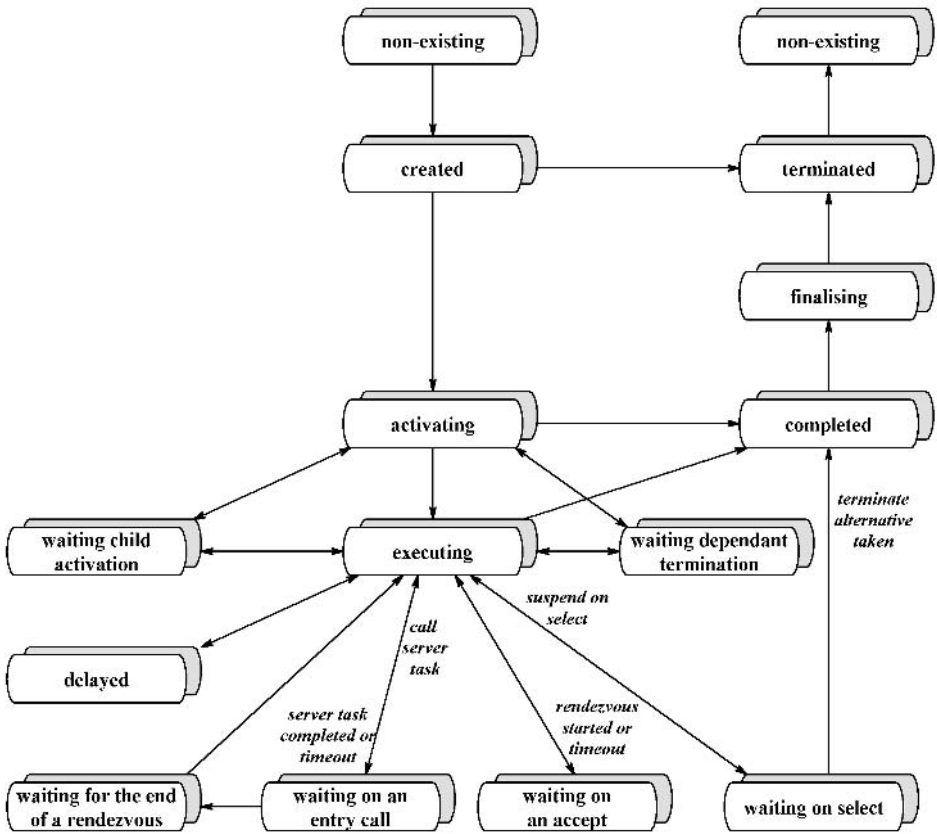 non-existing
non-existing
created
terminated
finalising
activating
completed
terminate
alternative
taken
waiting child
activation
executing
waiting dependant
termination
suspend on
select
call
server
task
delayed
server task
completed or
timeout
rendezvous
started or
timeout
waiting for the end
of a rendezvous
waiting on an
entry call
waiting on
an accept
waiting on select